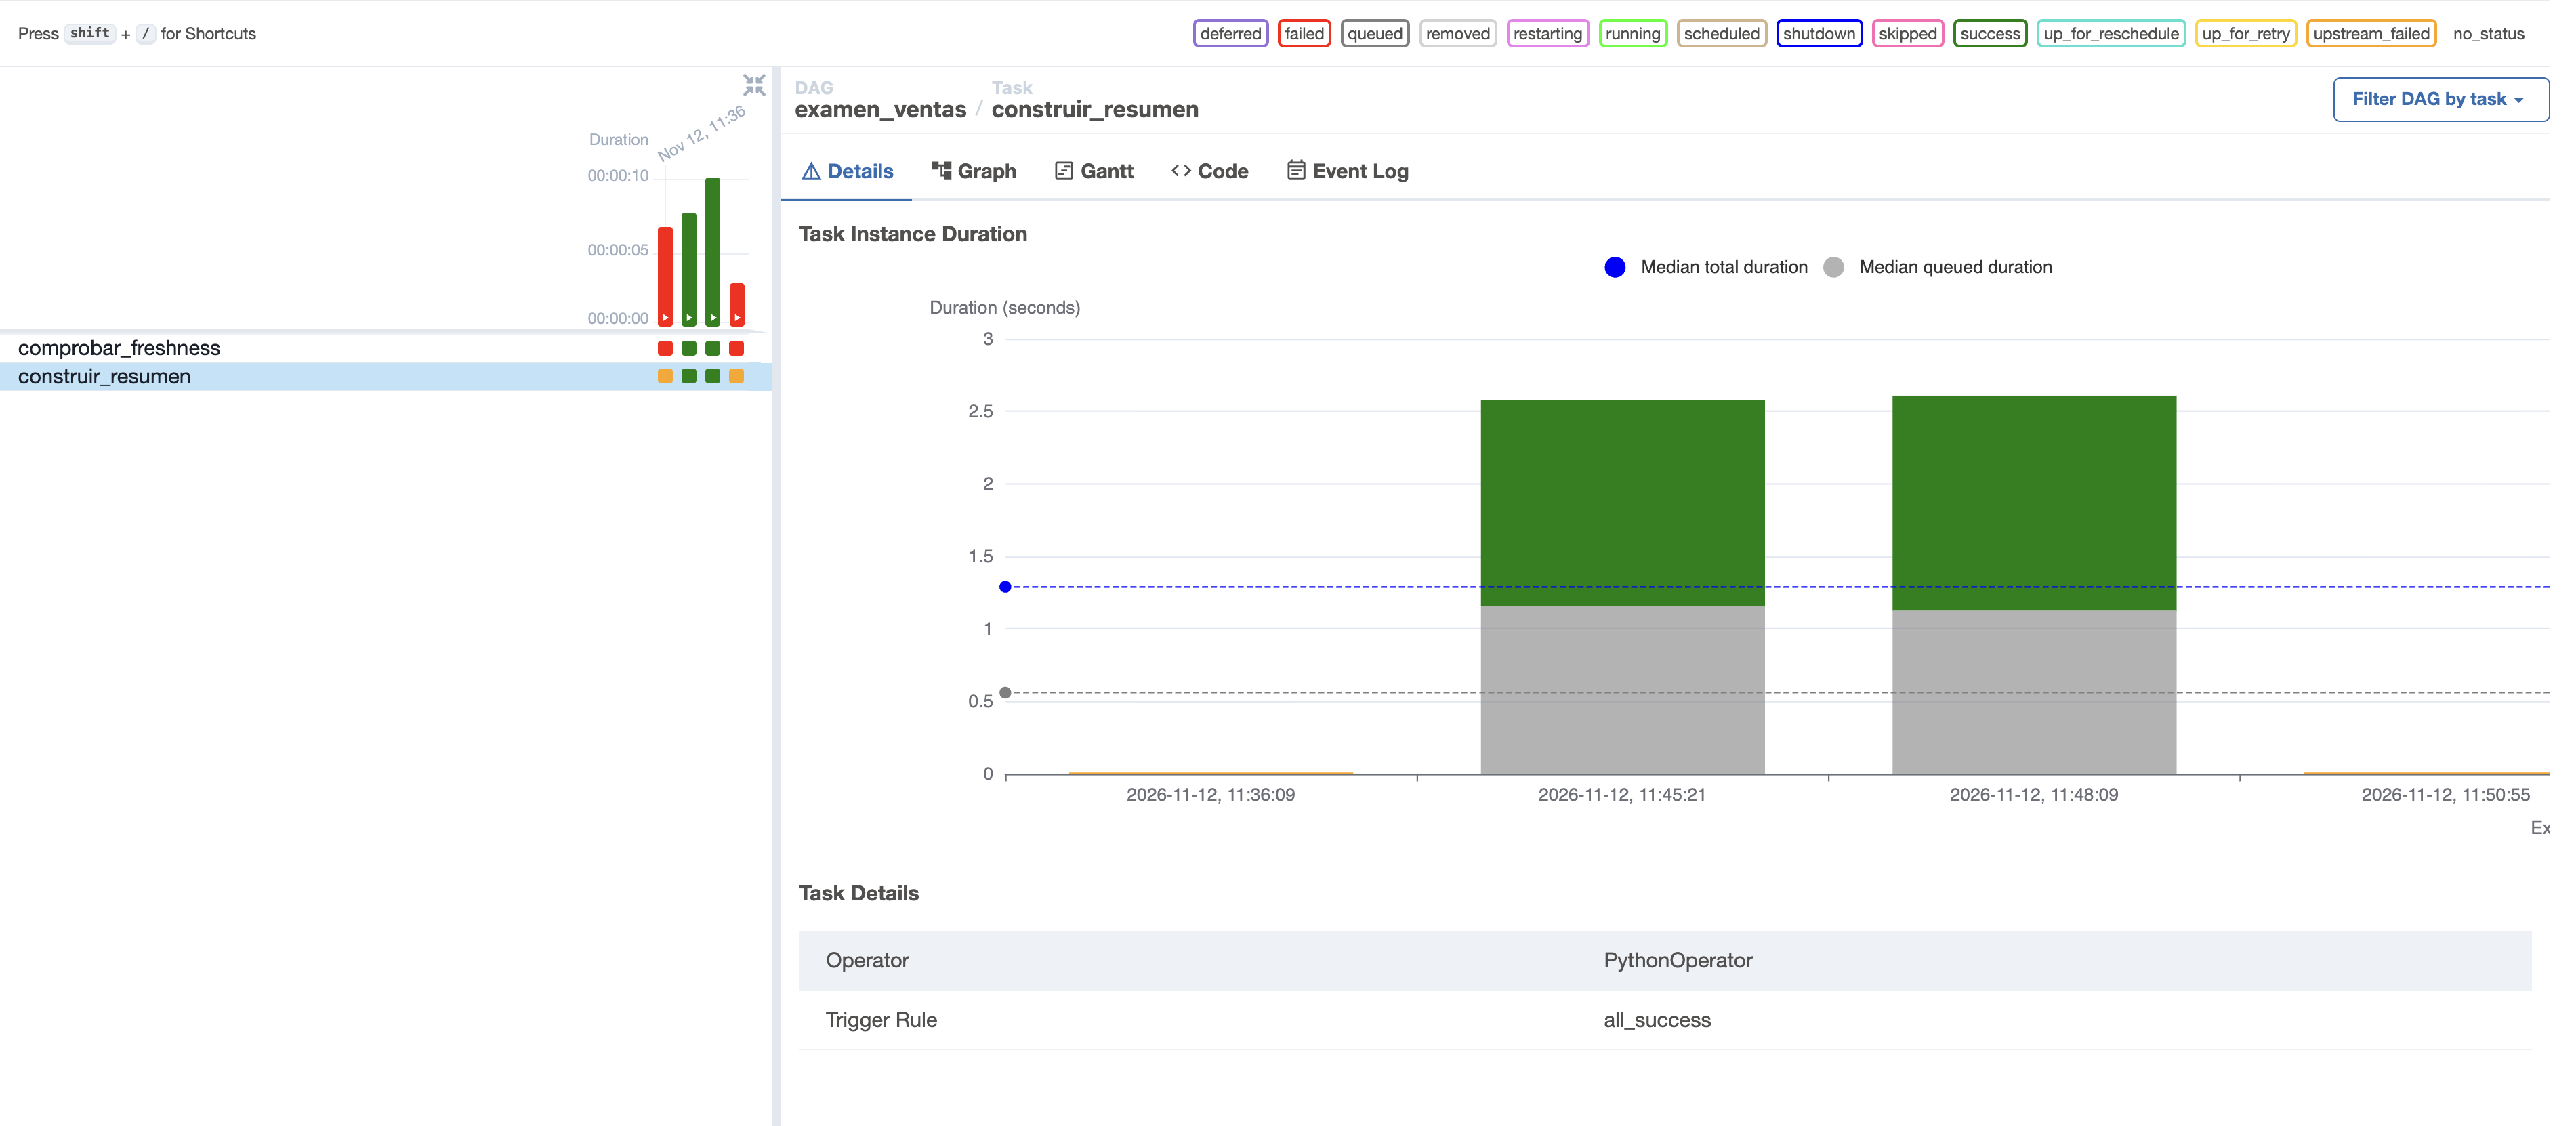 Press shift + / for Shortcuts
deferred failed queued removed restarting running scheduled shutdown skipped success up_for_reschedule up_for_retry upstream_failed no_status
Nov 12, 11:36
Duration
00:00:10
00:00:05
00:00:00
comprobar_freshness
construir_resumen
DAG Task
examen_ventas / construir_resumen
Filter DAG by task
Details Graph Gantt Code Event Log
Task Instance Duration
Median total duration Median queued duration
Duration (seconds)
3
2.5
2
1.5
1
0.5
0
2026-11-12, 11:36:09 2026-11-12, 11:45:21 2026-11-12, 11:48:09 2026-11-12, 11:50:55
Ex
Task Details
Operator PythonOperator
Trigger Rule all_success